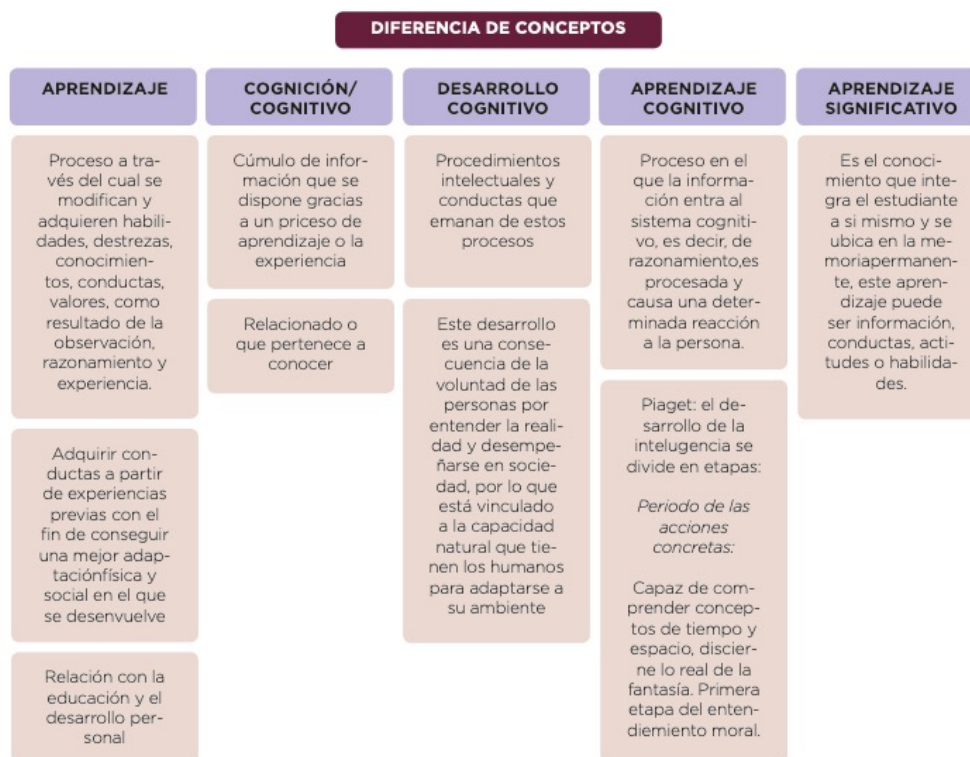 DIFERENCIA DE CONCEPTOS
APRENDIZAJE
Proceso a tra-
vés del cual se
modifican y
adquieren habili-
dades, destrezas,
conocimien-
tos, conductas,
valores, como
resultado de la
observación,
razonamiento y
experiencia.
Adquirir con-
ductas a partir
de experiencias
previas con el
fin de conseguir
una mejor adap-
taciónfísica y
social en el que
se desenvuelve
Relación con la
educación y el
desarrollo per-
sonal
COGNICIÓN/
COGNITIVO
Cúmulo de infor-
mación que se
dispone gracias
a un priceso de
aprendizaje o la
experiencia
Relacionado o
que pertenece a
conocer
DESARROLLO
COGNITIVO
Procedimientos
intelectuales y
conductas que
emanan de estos
procesos
Este desarrollo
es una conse-
cuencia de la
voluntad de las
personas por
entender la reali-
dad y desempe-
ñarse en socie-
dad, por lo que
está vinculado
a la capacidad
natural que tie-
nen los humanos
para adaptarse a
su ambiente
APRENDIZAJE
COGNITIVO
Proceso en el
que la informa-
ción entra al
sistema cogniti-
vo, es decir, de
razonamiento,es
procesada y
causa una deter-
minada reacción
a la persona.
Piaget: el de-
sarrollo de la
intelugencia se
divide en etapas:
Periodo de las
acciones
concretas:
Capaz de com-
prender concep-
tos de tiempo y
espacio, discier-
ne lo real de la
fantasía. Primera
etapa del enten-
diemiento moral.
APRENDIZAJE
SIGNIFICATIVO
Es el conoci-
miento que inte-
gra el estudiante
a si mismo y se
ubica en la me-
moriapermanen-
te, este apren-
dizaje puede
ser información,
conductas, acti-
tudes o habilida-
des.